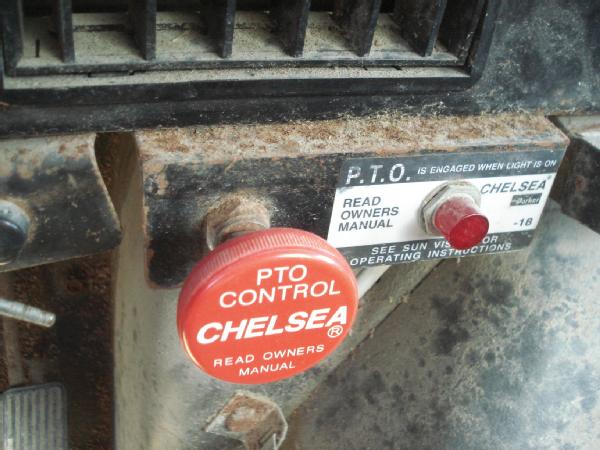 P.T.O. IS ENGAGED WHEN LIGHT IS ON
READ
OWNERS
MANUAL
CHELSEA
Parker
-18
SEE SUN VISOR FOR
OPERATING INSTRUCTIONS
PTO
CONTROL
CHELSEA®
READ OWNERS
MANUAL